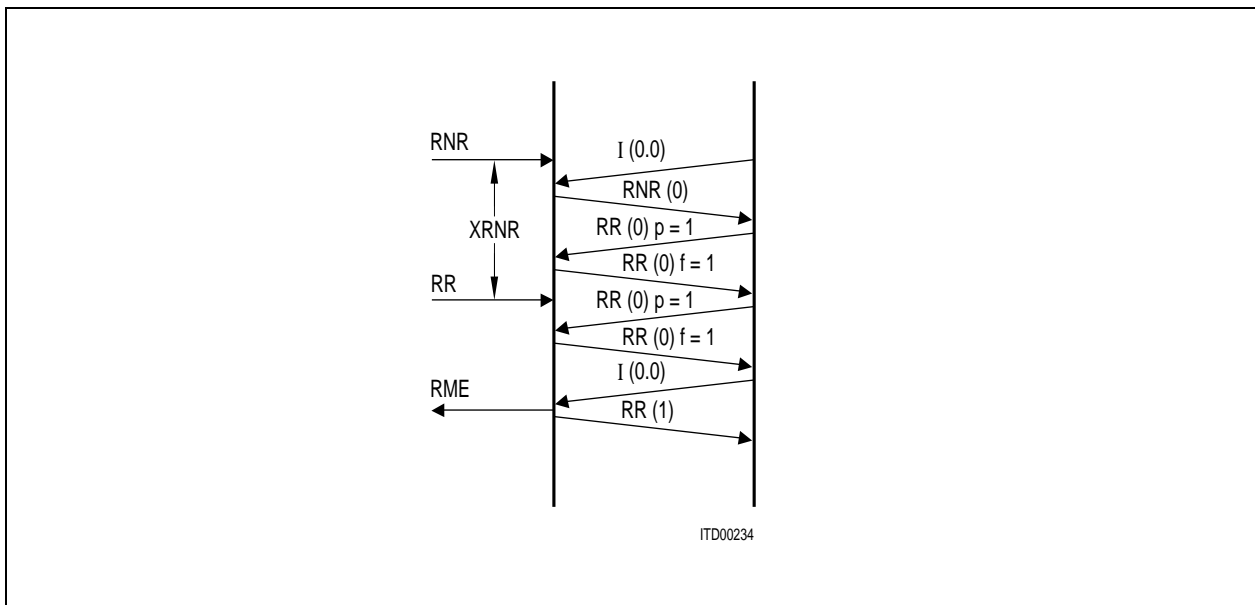 RNR
I (0.0)
RNR (0)
XRNR
RR (0) p = 1
RR (0) f = 1
RR
RR (0) p = 1
RR (0) f = 1
I (0.0)
RME
RR (1)
ITD00234